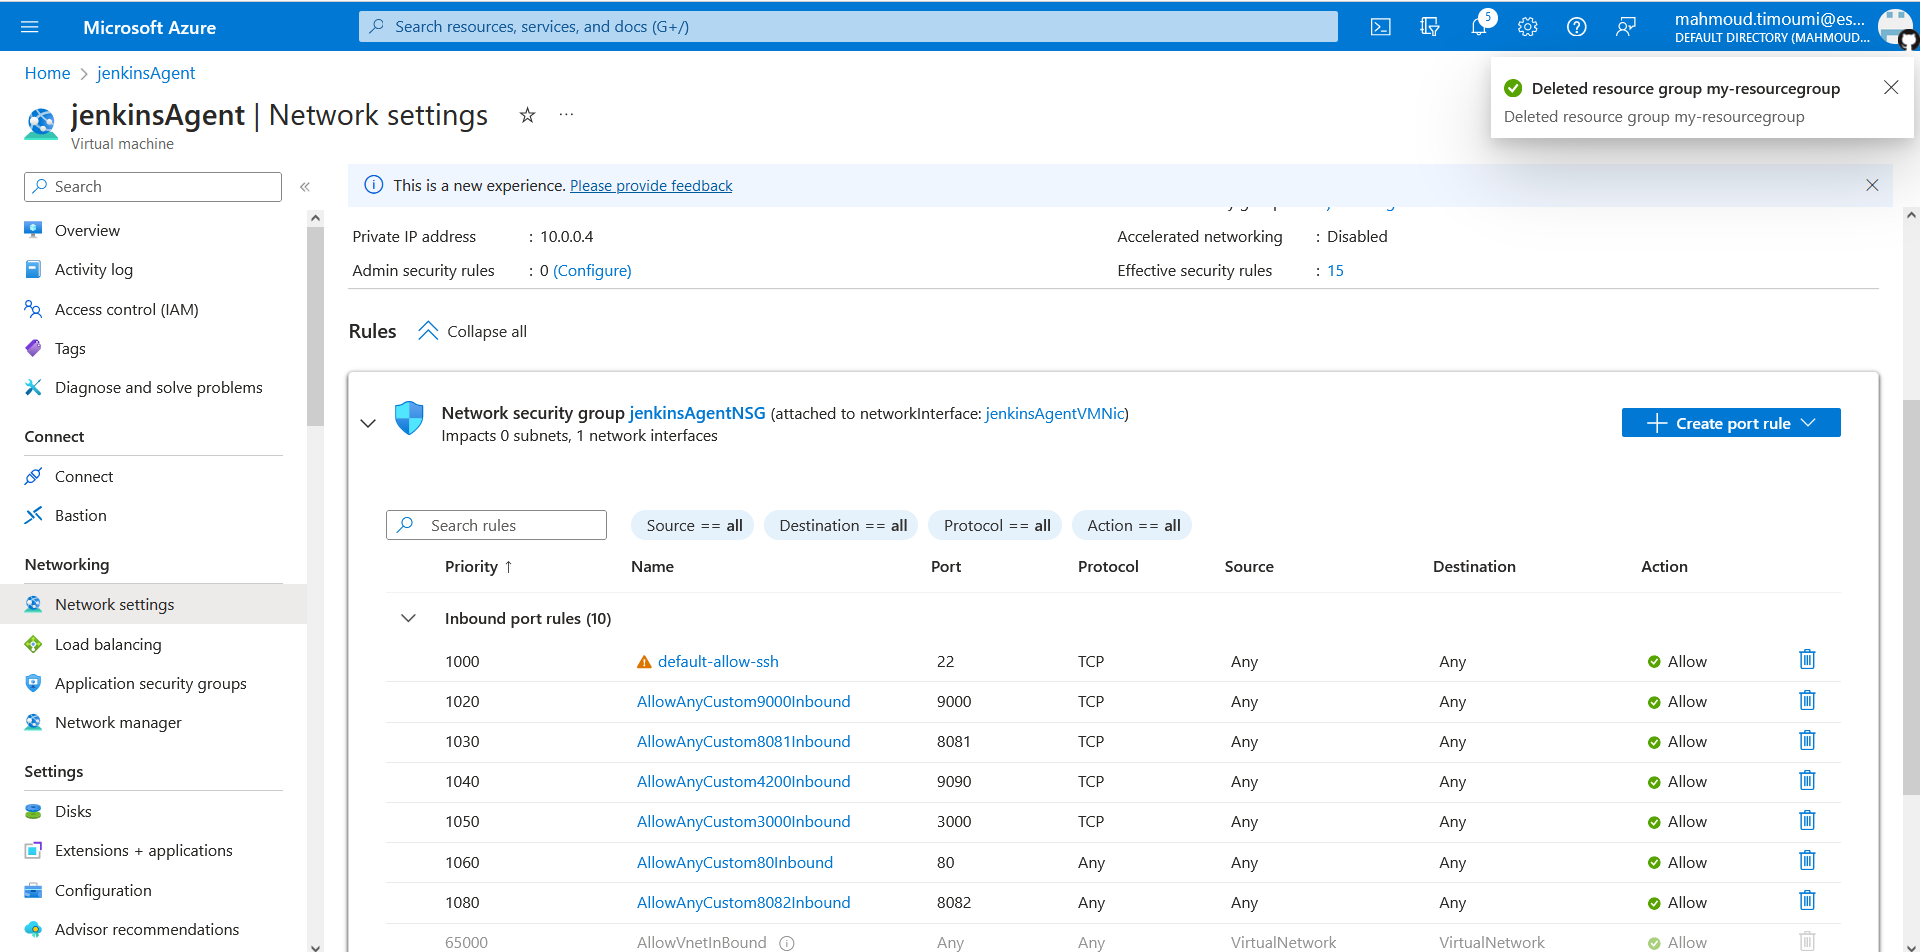 Microsoft Azure
Search resources, services, and docs (G+/)
5
mahmoud.timoumi@es...
DEFAULT DIRECTORY (MAHMOUD...
Home > jenkinsAgent
jenkinsAgent | Network settings
Virtual machine
Deleted resource group my-resourcegroup
Deleted resource group my-resourcegroup
Search
Overview
Activity log
Access control (IAM)
Tags
Diagnose and solve problems
Connect
Connect
Bastion
Networking
Network settings
Load balancing
Application security groups
Network manager
Settings
Disks
Extensions + applications
Configuration
Advisor recommendations
This is a new experience. Please provide feedback
Private IP address : 10.0.0.4
Accelerated networking : Disabled
Admin security rules : 0 (Configure)
Effective security rules : 15
Rules Collapse all
Network security group jenkinsAgentNSG (attached to networkInterface: jenkinsAgentVMNic)
Impacts 0 subnets, 1 network interfaces
Create port rule
Search rules Source == all Destination == all Protocol == all Action == all
Priority ↑ Name Port Protocol Source Destination Action
Inbound port rules (10)
1000 default-allow-ssh 22 TCP Any Any Allow
1020 AllowAnyCustom9000Inbound 9000 TCP Any Any Allow
1030 AllowAnyCustom8081Inbound 8081 TCP Any Any Allow
1040 AllowAnyCustom4200Inbound 9090 TCP Any Any Allow
1050 AllowAnyCustom3000Inbound 3000 TCP Any Any Allow
1060 AllowAnyCustom80Inbound 80 Any Any Any Allow
1080 AllowAnyCustom8082Inbound 8082 Any Any Any Allow
65000 AllowVnetInBound Any Any VirtualNetwork VirtualNetwork Allow